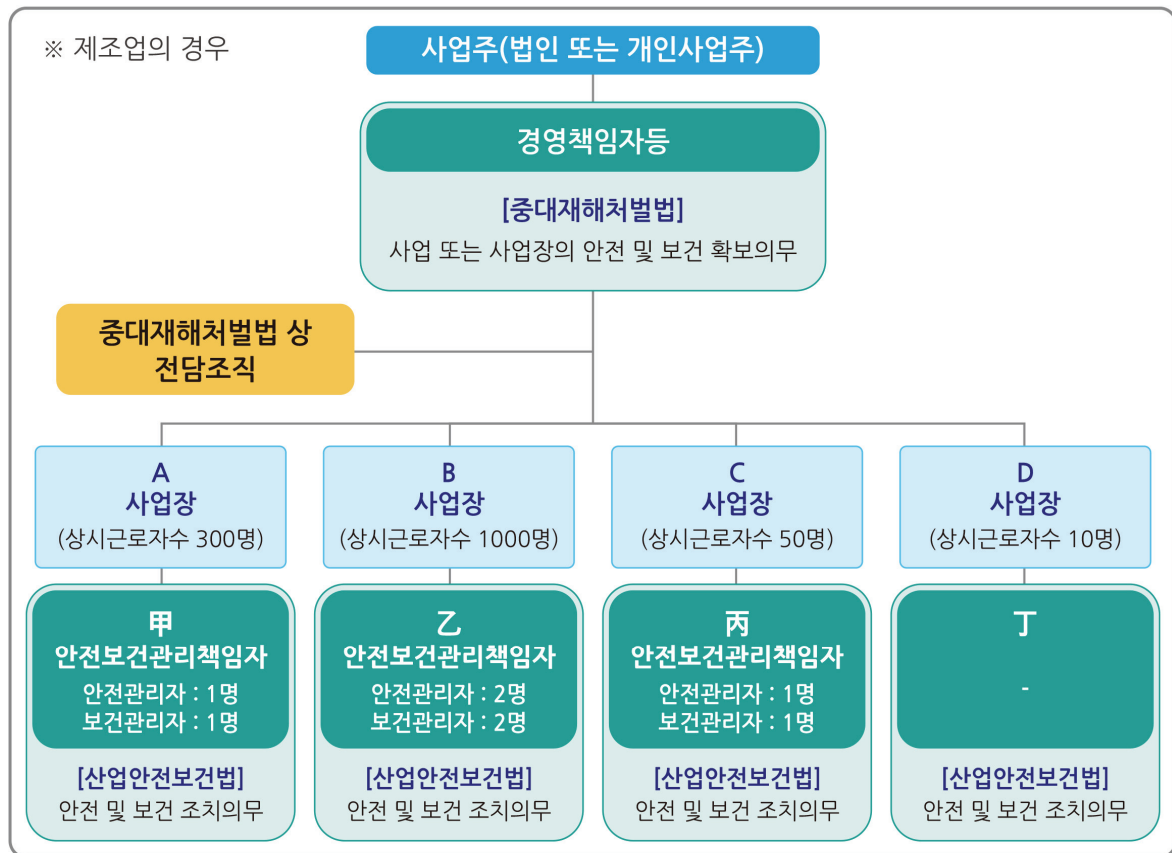 ※ 제조업의 경우
사업주(법인 또는 개인사업주)
경영책임자등
[중대재해처벌법]
사업 또는 사업장의 안전 및 보건 확보의무
중대재해처벌법 상
전담조직
A
사업장
(상시근로자수 300명)
B
사업장
(상시근로자수 1000명)
C
사업장
(상시근로자수 50명)
D
사업장
(상시근로자수 10명)
甲
안전보건관리책임자
안전관리자 : 1명
보건관리자 : 1명
[산업안전보건법]
안전 및 보건 조치의무
乙
안전보건관리책임자
안전관리자 : 2명
보건관리자 : 2명
[산업안전보건법]
안전 및 보건 조치의무
丙
안전보건관리책임자
안전관리자 : 1명
보건관리자 : 1명
[산업안전보건법]
안전 및 보건 조치의무
丁
-
[산업안전보건법]
안전 및 보건 조치의무